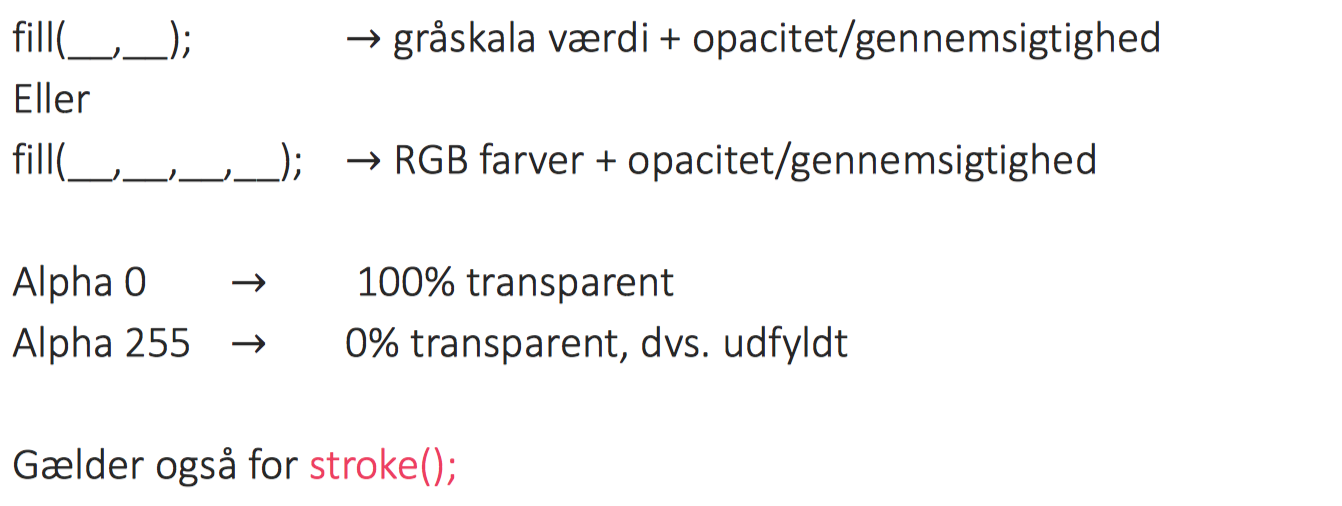 fill(__,__); → gråskala værdi + opacitet/gennemsigtighed
Eller
fill(__,__,__,__); → RGB farver + opacitet/gennemsigtighed
Alpha 0 → 100% transparent
Alpha 255 → 0% transparent, dvs. udfyldt
Gælder også for stroke();